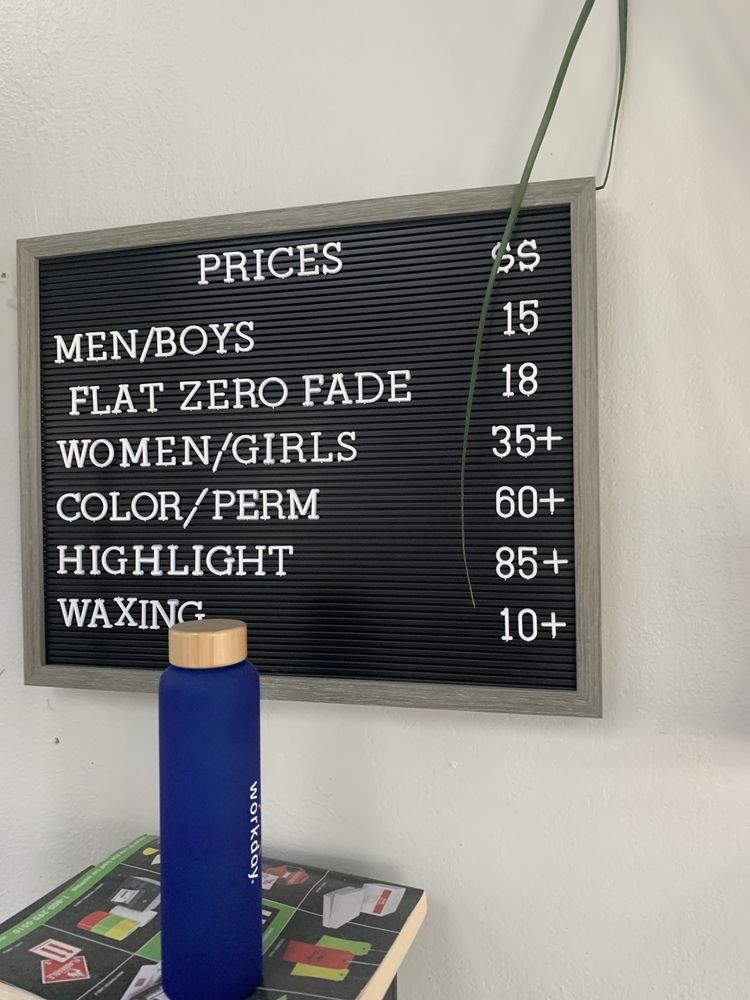 PRICES $$
MEN/BOYS 15
FLAT ZERO FADE 18
WOMEN/GIRLS 35+
COLOR/PERM 60+
HIGHLIGHT 85+
WAXING 10+
workday.